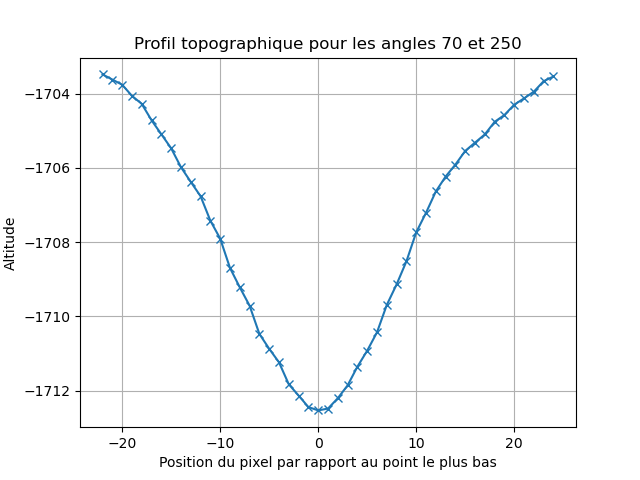 Profil topographique pour les angles 70 et 250
Altitude
−1704
−1706
−1708
−1710
−1712
−20 −10 0 10 20
Position du pixel par rapport au point le plus bas